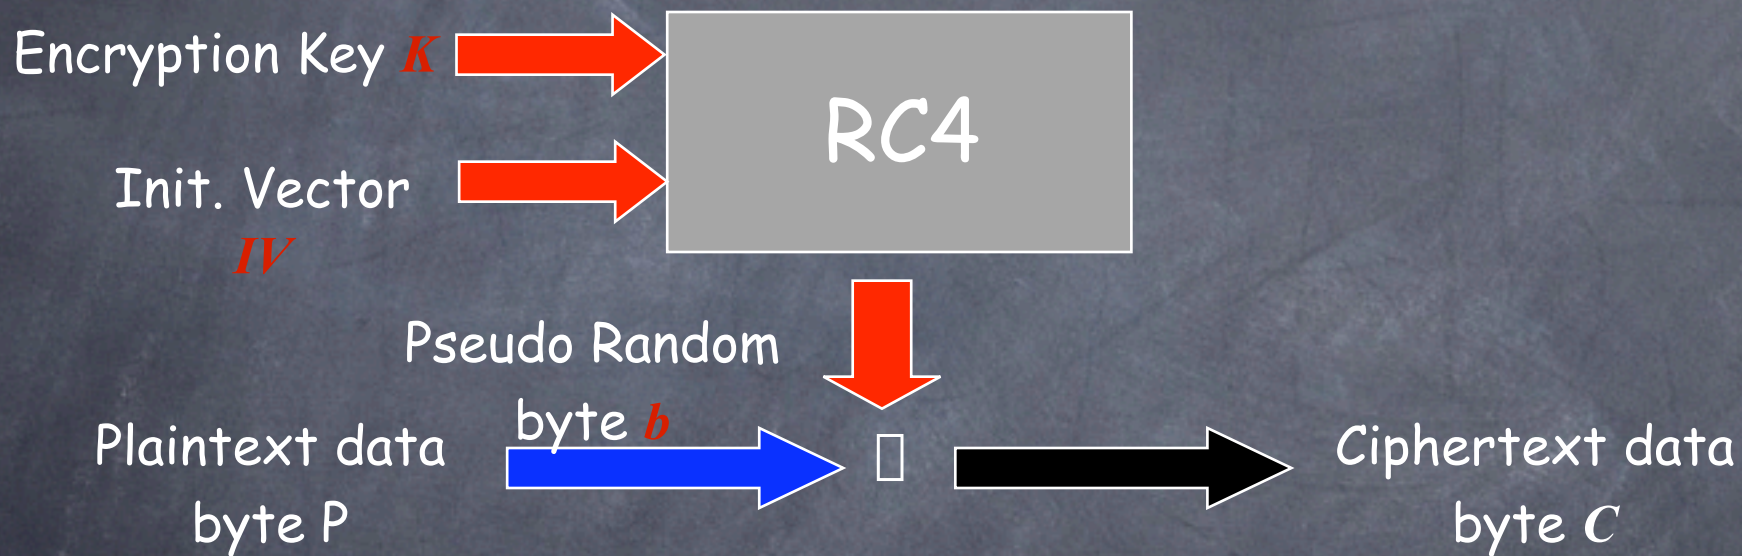 Encryption Key K
RC4
Init. Vector
IV
Pseudo Random
byte b
Plaintext data
byte P
Ciphertext data
byte C